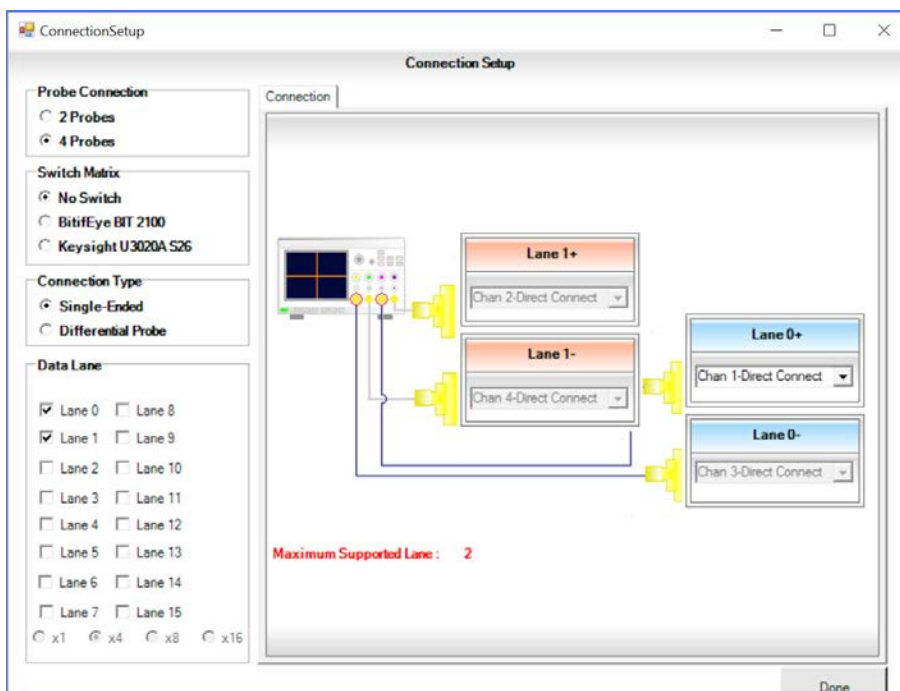 ConnectionSetup
Connection Setup
Probe Connection
2 Probes
4 Probes
Switch Matrix
No Switch
BitifEye BIT 2100
Keysight U3020A S26
Connection Type
Single-Ended
Differential Probe
Data Lane
Lane 0 Lane 8
Lane 1 Lane 9
Lane 2 Lane 10
Lane 3 Lane 11
Lane 4 Lane 12
Lane 5 Lane 13
Lane 6 Lane 14
Lane 7 Lane 15
x1 x4 x8 x16
Connection
Lane 1+
Chan 2-Direct Connect
Lane 1-
Chan 4-Direct Connect
Lane 0+
Chan 1-Direct Connect
Lane 0-
Chan 3-Direct Connect
Maximum Supported Lane : 2
Done